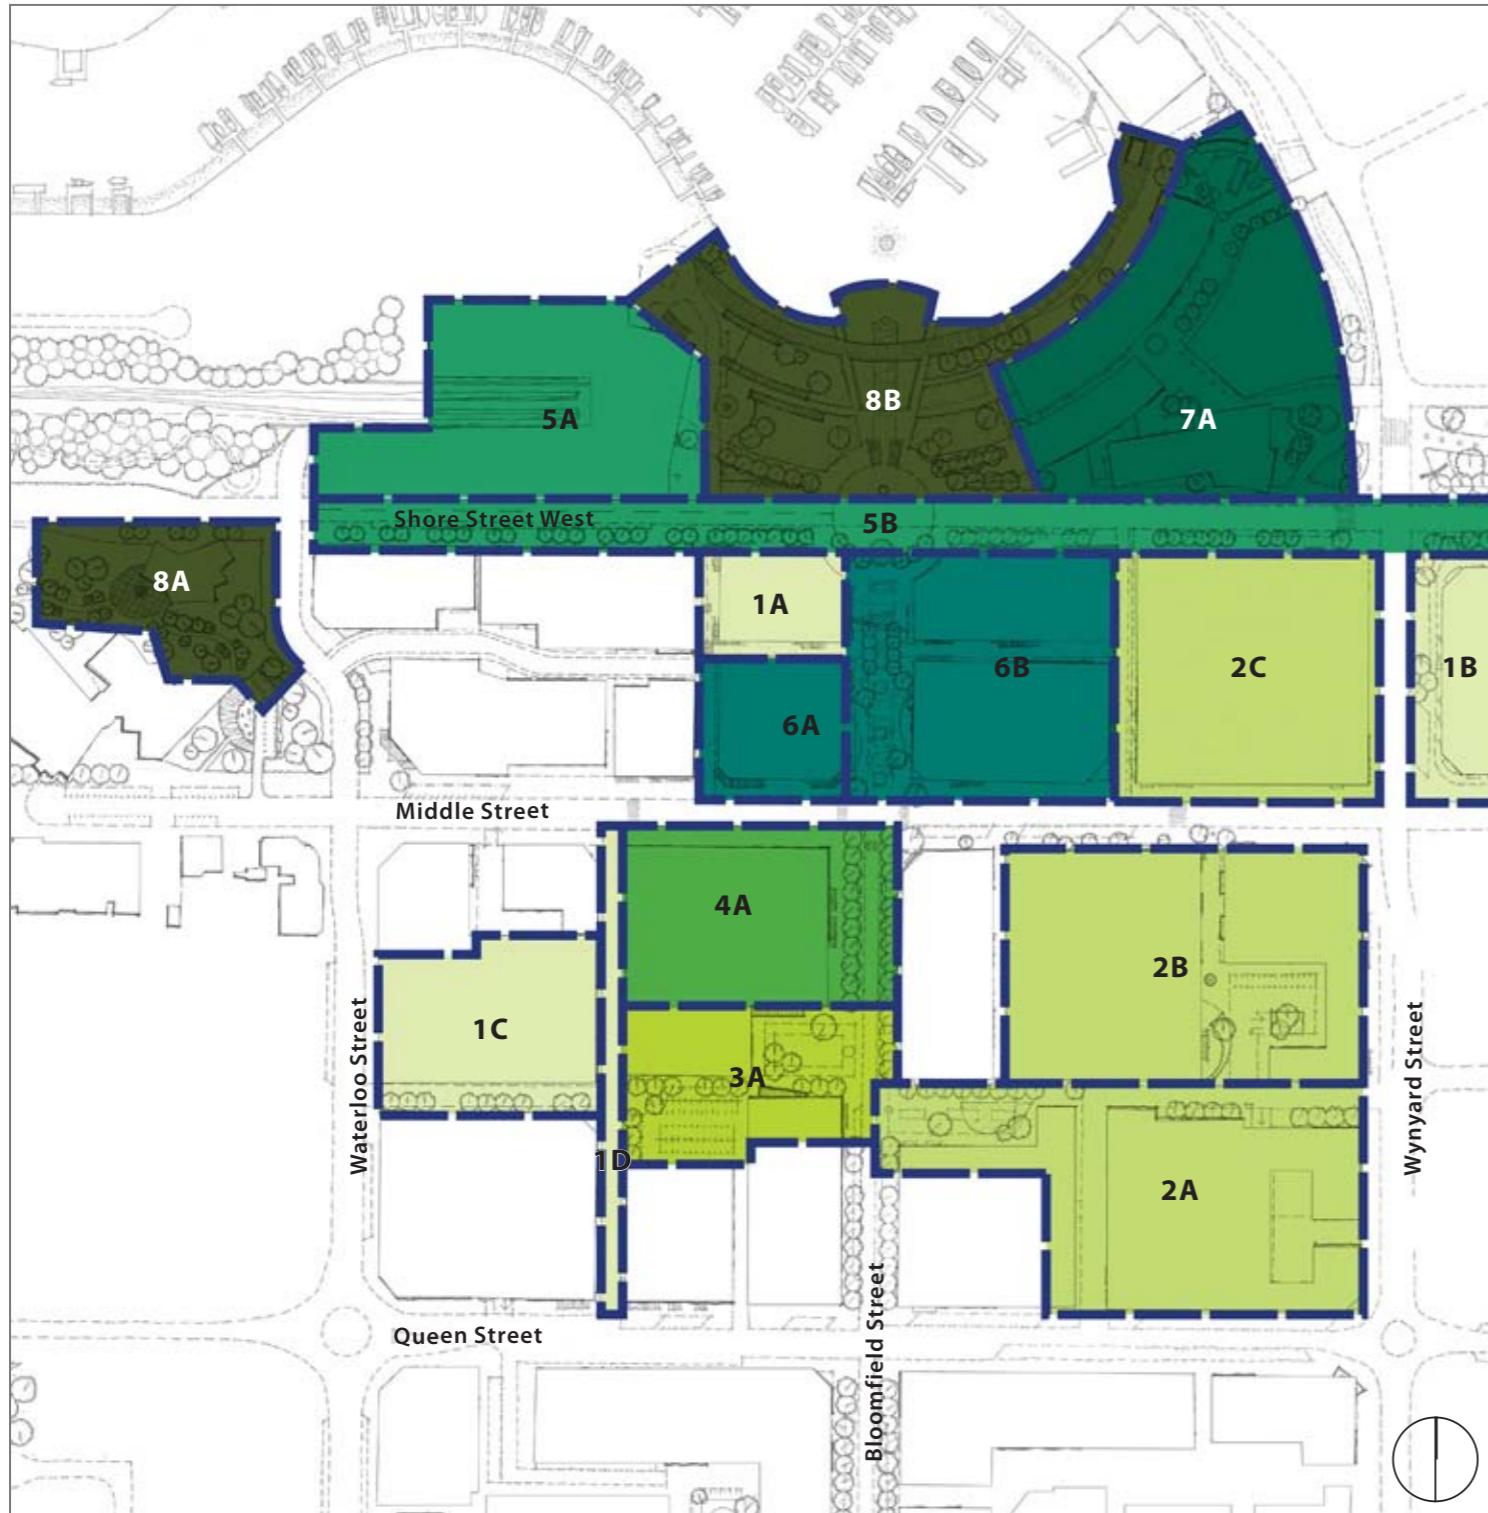 8B
5A
7A
Shore Street West
5B
8A
1A
6B
2C
1B
6A
Middle Street
4A
2B
1C
Waterloo Street
3A
Wynyard Street
1D
2A
Bloomfield Street
Queen Street